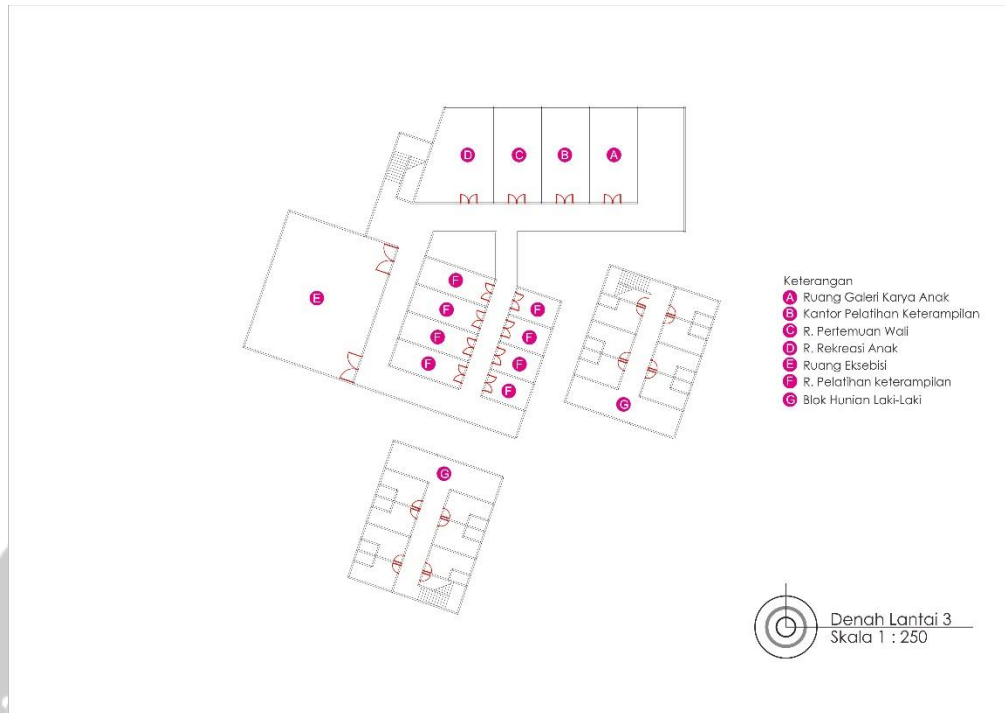 D C B A
E
F F
F F
F F
F F
G
G
Keterangan
A Ruang Galeri Karya Anak
B Kantor Pelatihan Keterampilan
C R. Pertemuan Wali
D R. Rekreasi Anak
E Ruang Eksebisi
F R. Pelatihan keterampilan
G Blok Hunian Laki-Laki
Denah Lantai 3
Skala 1 : 250